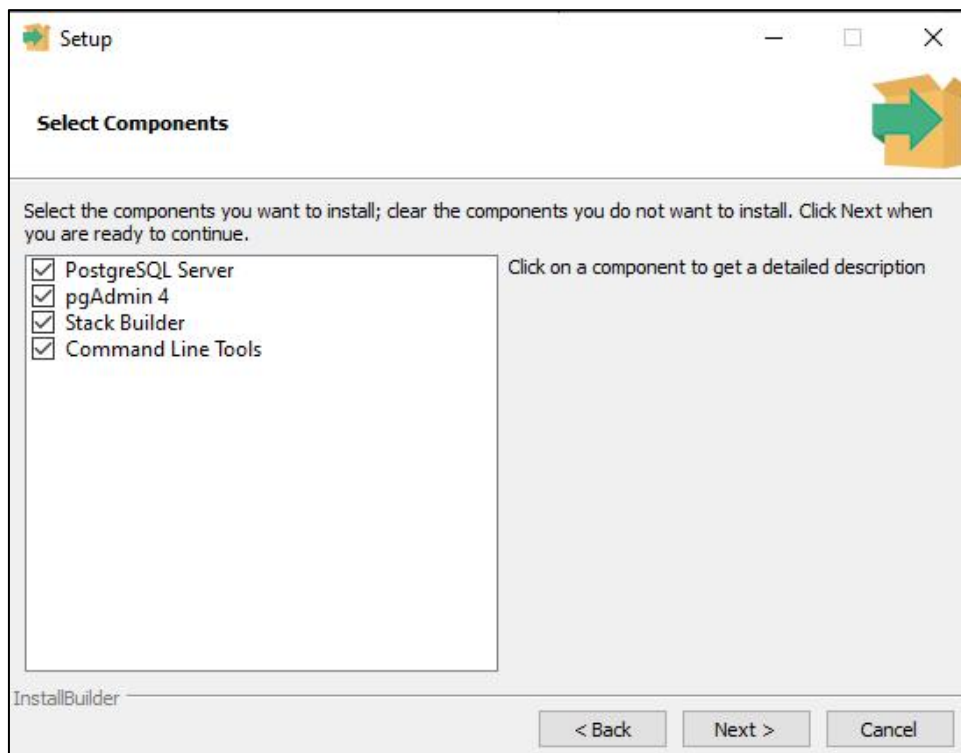 Setup
Select Components
Select the components you want to install; clear the components you do not want to install. Click Next when
you are ready to continue.
PostgreSQL Server
pgAdmin 4
Stack Builder
Command Line Tools
Click on a component to get a detailed description
InstallBuilder
< Back
Next >
Cancel